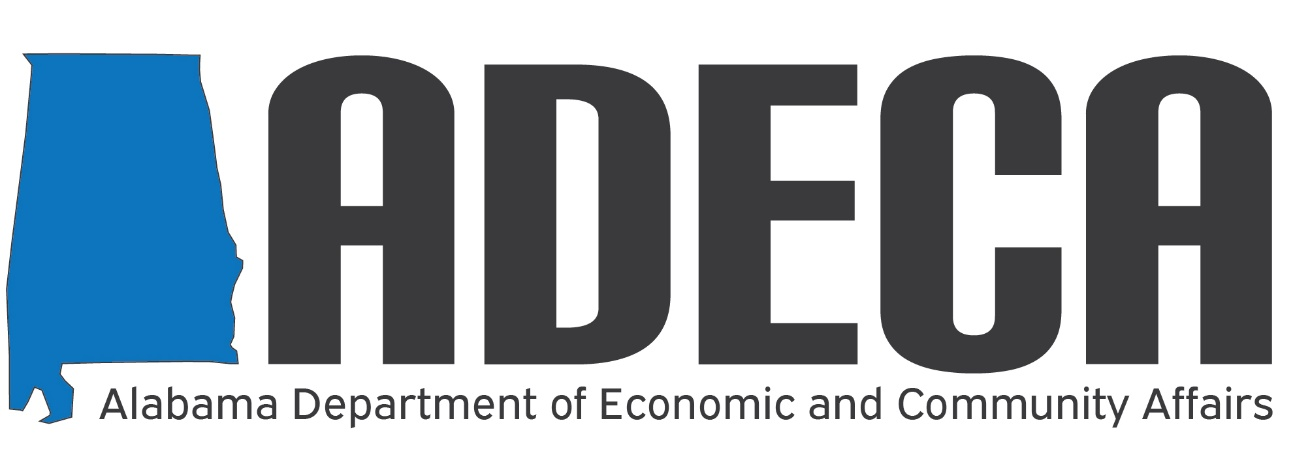 ADECA
Alabama Department of Economic and Community Affairs